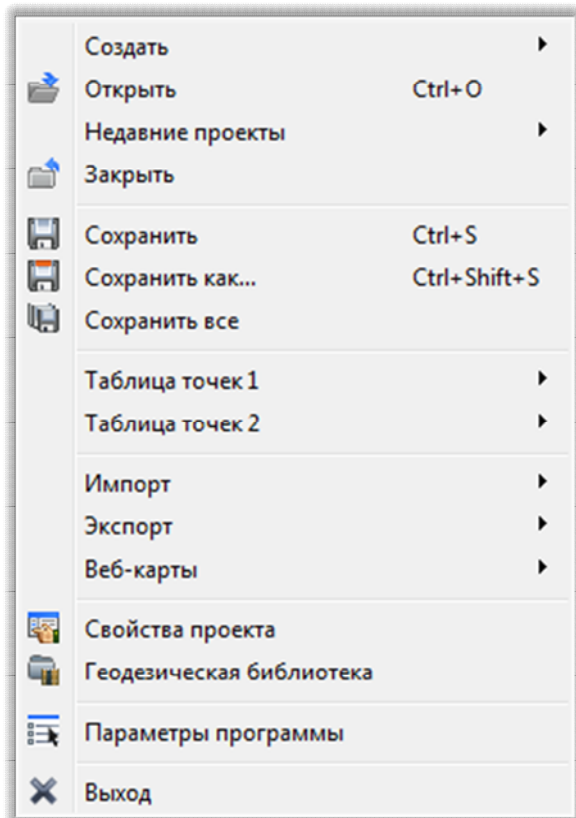 Создать
Открыть Ctrl+O
Недавние проекты
Закрыть
Сохранить Ctrl+S
Сохранить как... Ctrl+Shift+S
Сохранить все
Таблица точек 1
Таблица точек 2
Импорт
Экспорт
Веб-карты
Свойства проекта
Геодезическая библиотека
Параметры программы
Выход